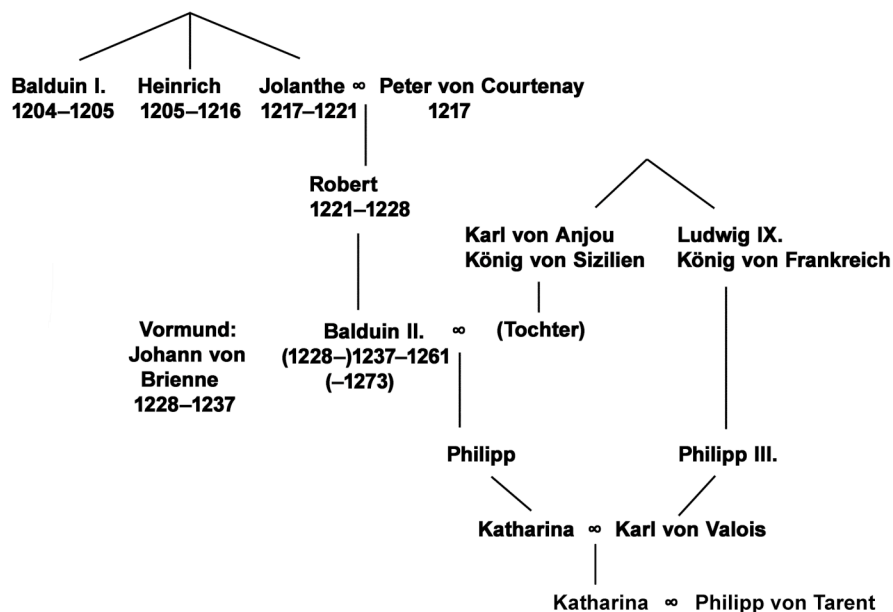 Balduin I.
1204–1205
Heinrich
1205–1216
Jolanthe ∞ Peter von Courtenay
1217–1221
1217
Robert
1221–1228
Karl von Anjou
König von Sizilien
Ludwig IX.
König von Frankreich
Vormund:
Johann von
Brienne
1228–1237
Balduin II. ∞ (Tochter)
(1228–)1237–1261
(–1273)
Philipp
Philipp III.
Katharina ∞ Karl von Valois
Katharina ∞ Philipp von Tarent